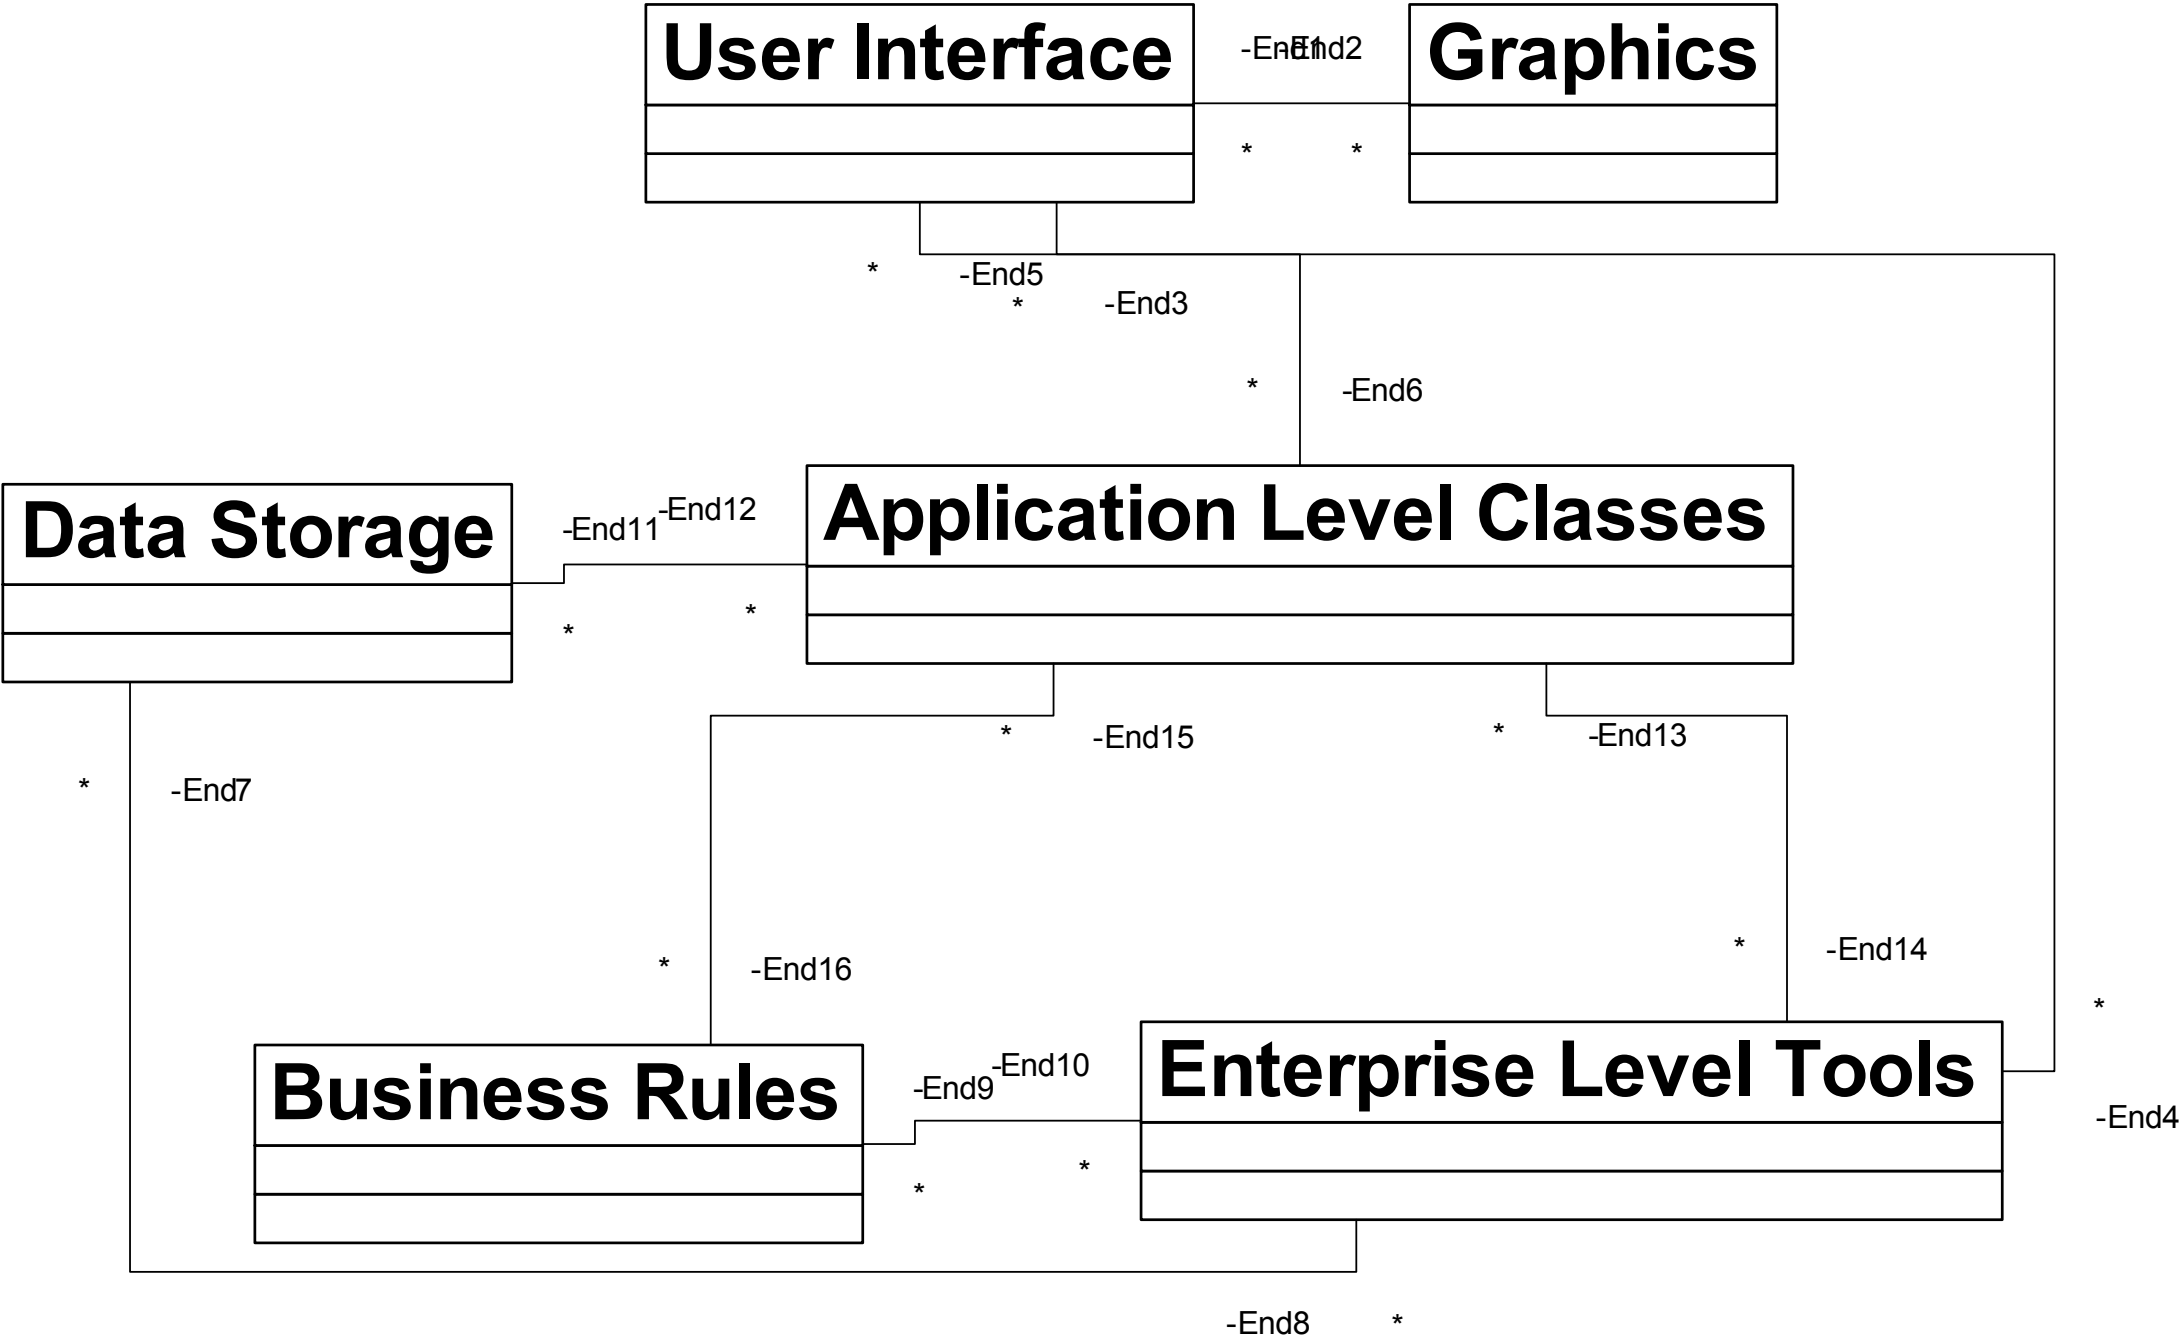 User Interface
-End1
-End2
Graphics
*
*
*
-End5
*
-End3
*
-End6
Data Storage
-End11
-End12
Application Level Classes
*
*
*
-End15
*
-End13
*
-End7
*
-End16
*
-End14
*
Business Rules
-End9
-End10
Enterprise Level Tools
-End4
*
*
-End8
*